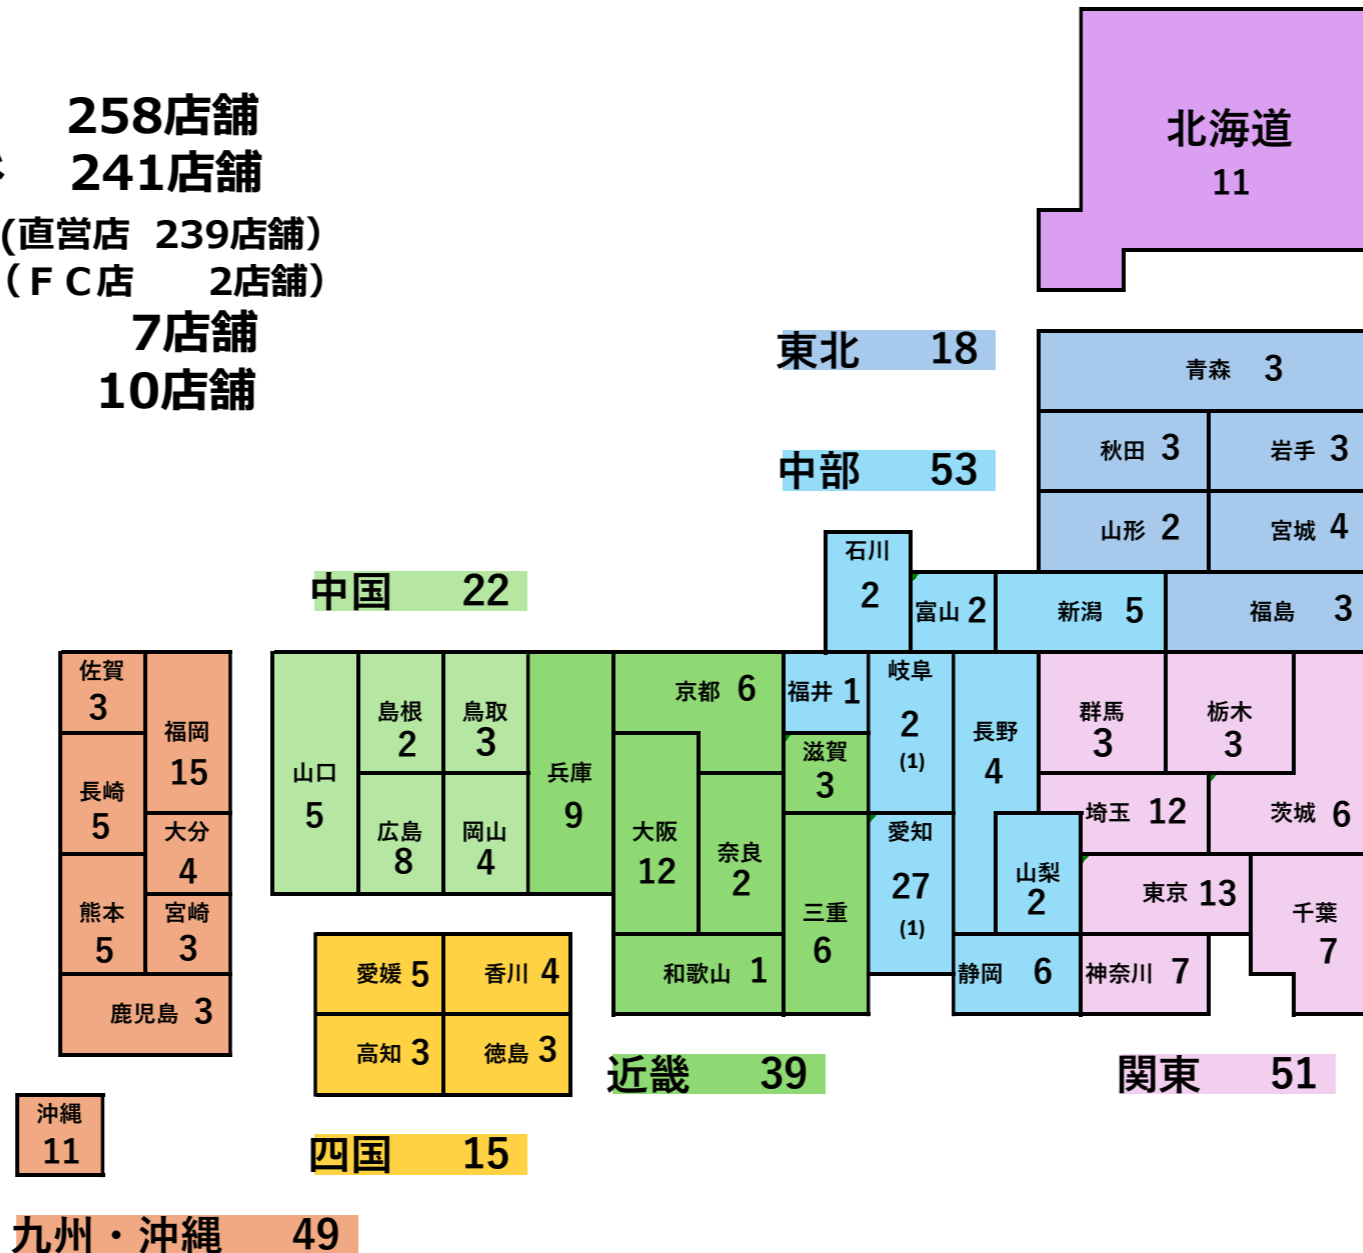 258店舗
241店舗
(直営店 239店舗）
（ＦＣ店 2店舗）
7店舗
10店舗
北海道
11
東北 18
青森 3
秋田 3
岩手 3
山形 2
宮城 4
福島 3
中部 53
石川
2
富山 2
新潟 5
福井 1
岐阜
2
(1)
長野
4
愛知
27
(1)
山梨
2
静岡 6
群馬
3
栃木
3
埼玉 12
茨城 6
東京 13
千葉
7
神奈川 7
関東 51
中国 22
山口
5
島根
2
鳥取
3
広島
8
岡山
4
兵庫
9
京都 6
滋賀
3
大阪
12
奈良
2
三重
6
和歌山 1
近畿 39
愛媛 5
香川 4
高知 3
徳島 3
四国 15
佐賀
3
福岡
15
長崎
5
大分
4
熊本
5
宮崎
3
鹿児島 3
沖縄
11
九州・沖縄 49